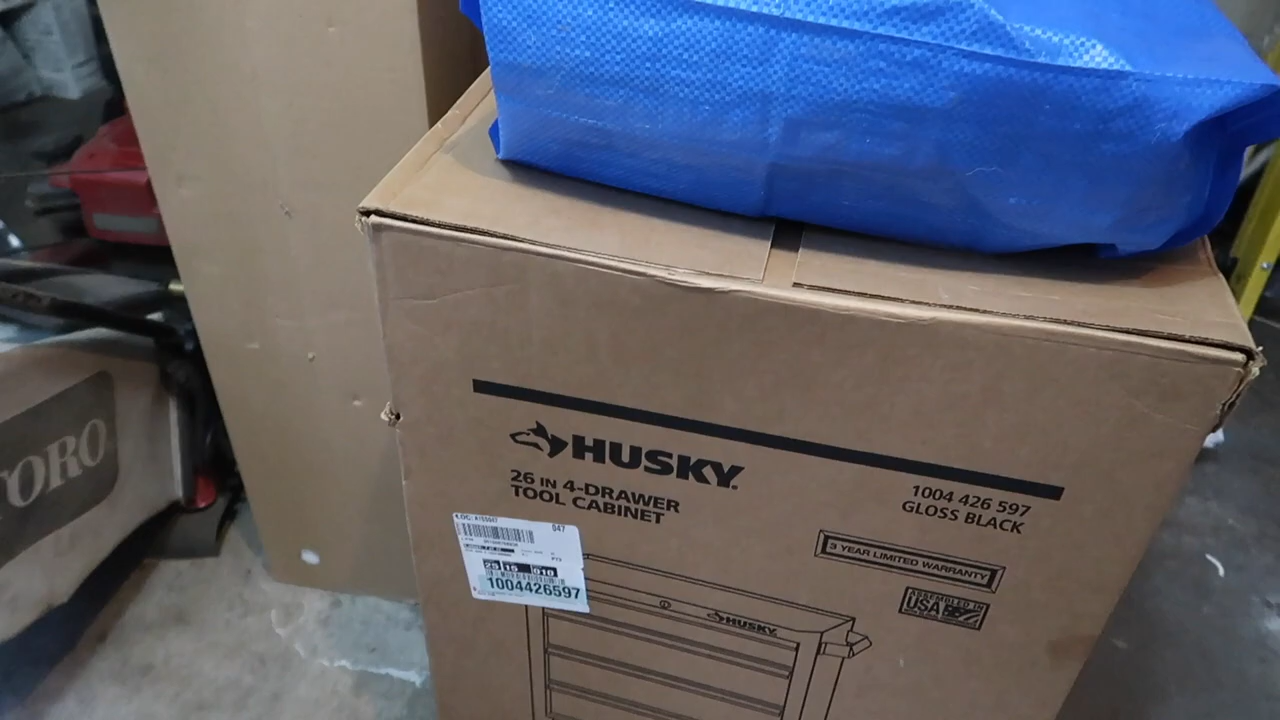 TORO
HUSKY
26 IN 4-DRAWER
TOOL CABINET
1004 426 597
GLOSS BLACK
3 YEAR LIMITED WARRANTY
ASSEMBLED IN
USA
047
1004426597
HUSKY